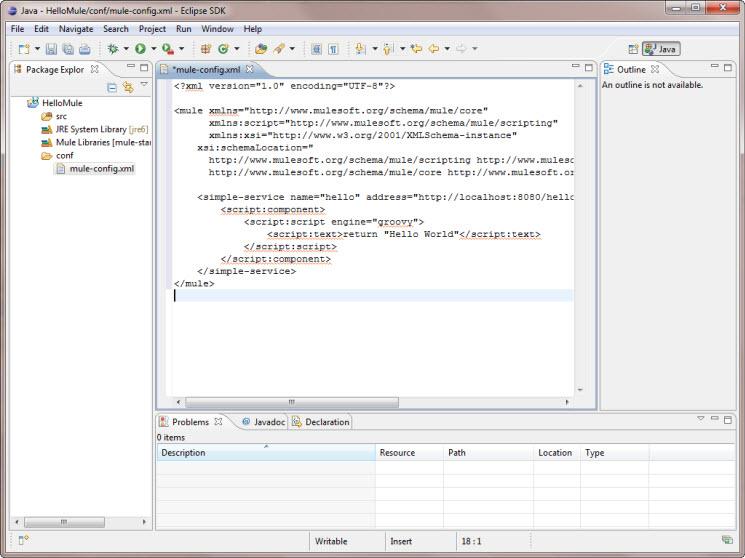 Java - HelloMule/conf/mule-config.xml - Eclipse SDK
File Edit Navigate Search Project Run Window Help
Java
Package Explor
HelloMule
src
JRE System Library [jre6]
Mule Libraries [mule-sta
conf
mule-config.xml
*mule-config.xml
<?xml version="1.0" encoding="UTF-8"?>
<mule xmlns="http://www.mulesoft.org/schema/mule/core"
xmlns:script="http://www.mulesoft.org/schema/mule/scripting"
xmlns:xsi="http://www.w3.org/2001/XMLSchema-instance"
xsi:schemaLocation="
http://www.mulesoft.org/schema/mule/scripting http://www.mulesc
http://www.mulesoft.org/schema/mule/core http://www.mulesoft.or
<simple-service name="hello" address="http://localhost:8080/hello
<script:component>
<script:script engine="groovy">
<script:text>return "Hello World"</script:text>
</script:script>
</script:component>
</simple-service>
</mule>
Outline
An outline is not available.
Problems Javadoc Declaration
0 items
Description Resource Path Location Type
Writable Insert 18 : 1